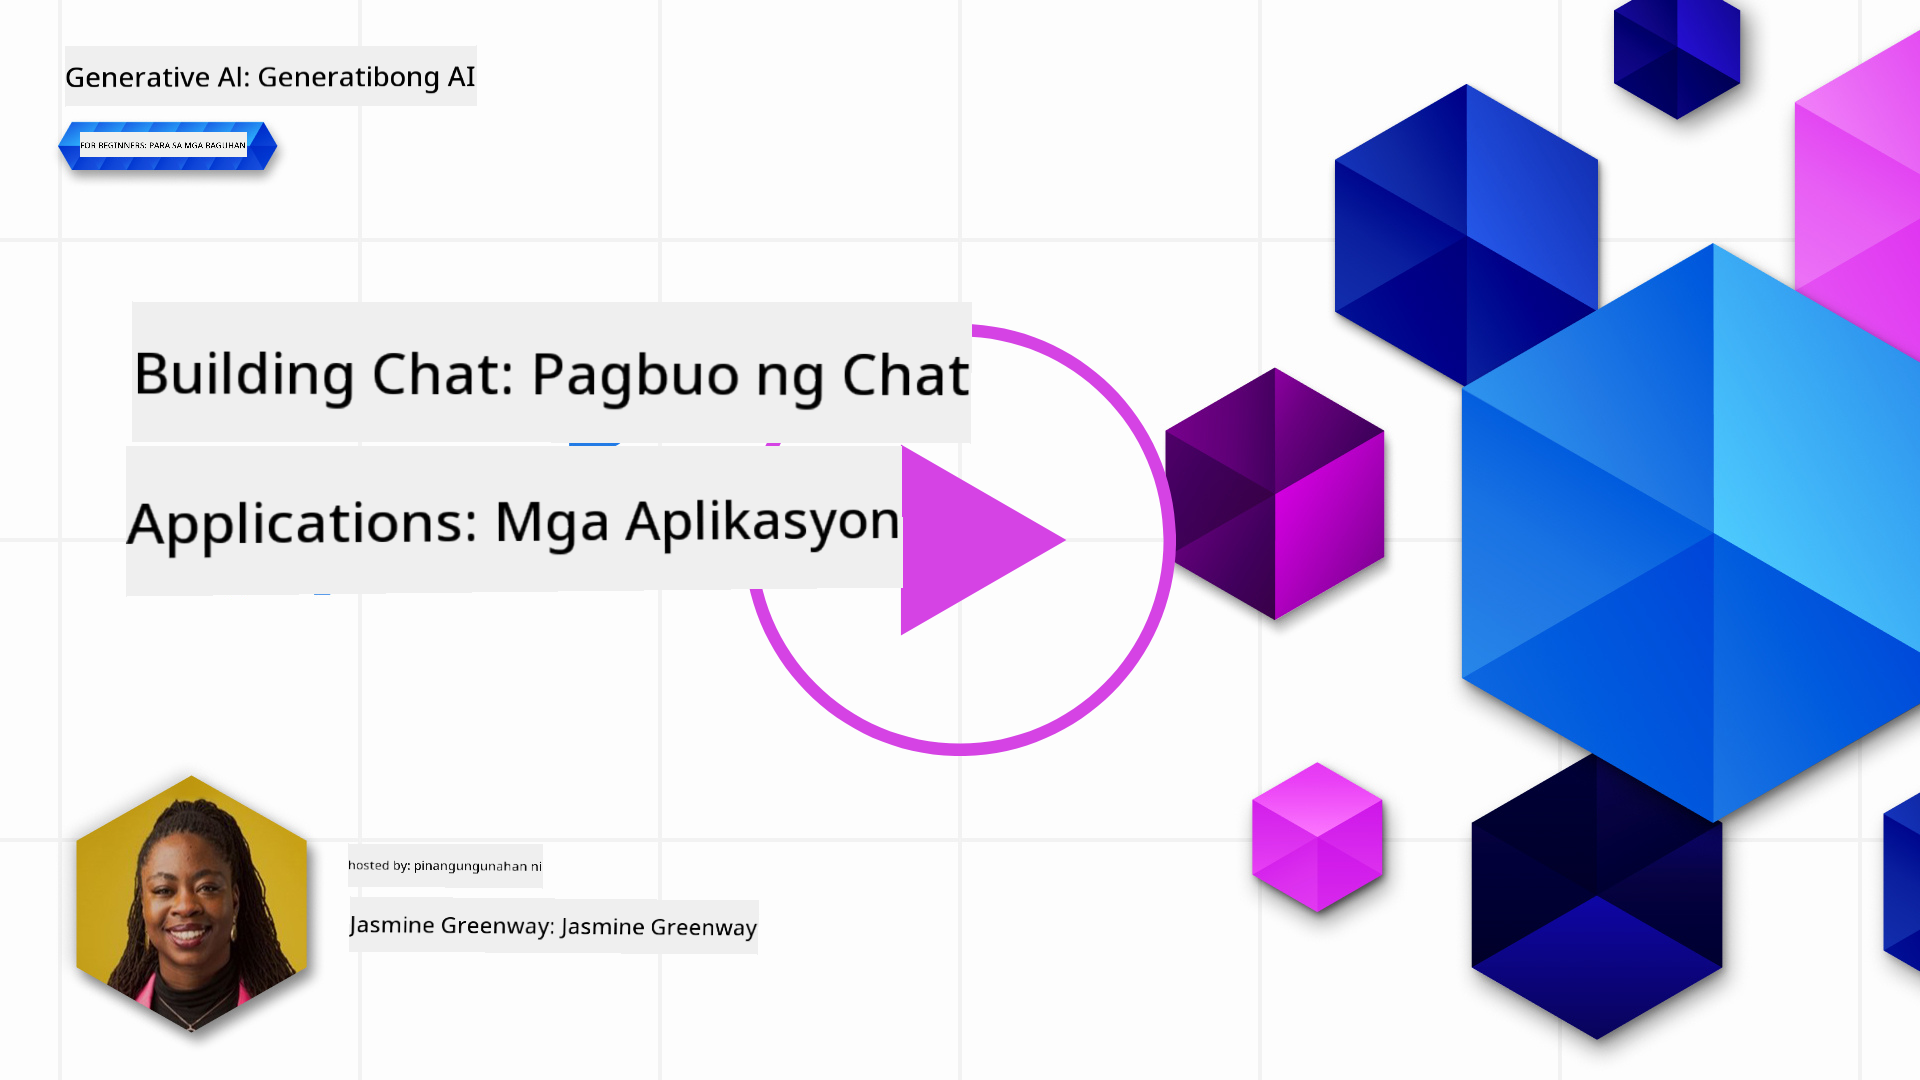 Generative AI: Generatibong AI
FOR BEGINNERS: PARA SA MGA BAGUHAN
Building Chat: Pagbuo ng Chat
Applications: Mga Aplikasyon
hosted by: pinangungunahan ni
Jasmine Greenway: Jasmine Greenway